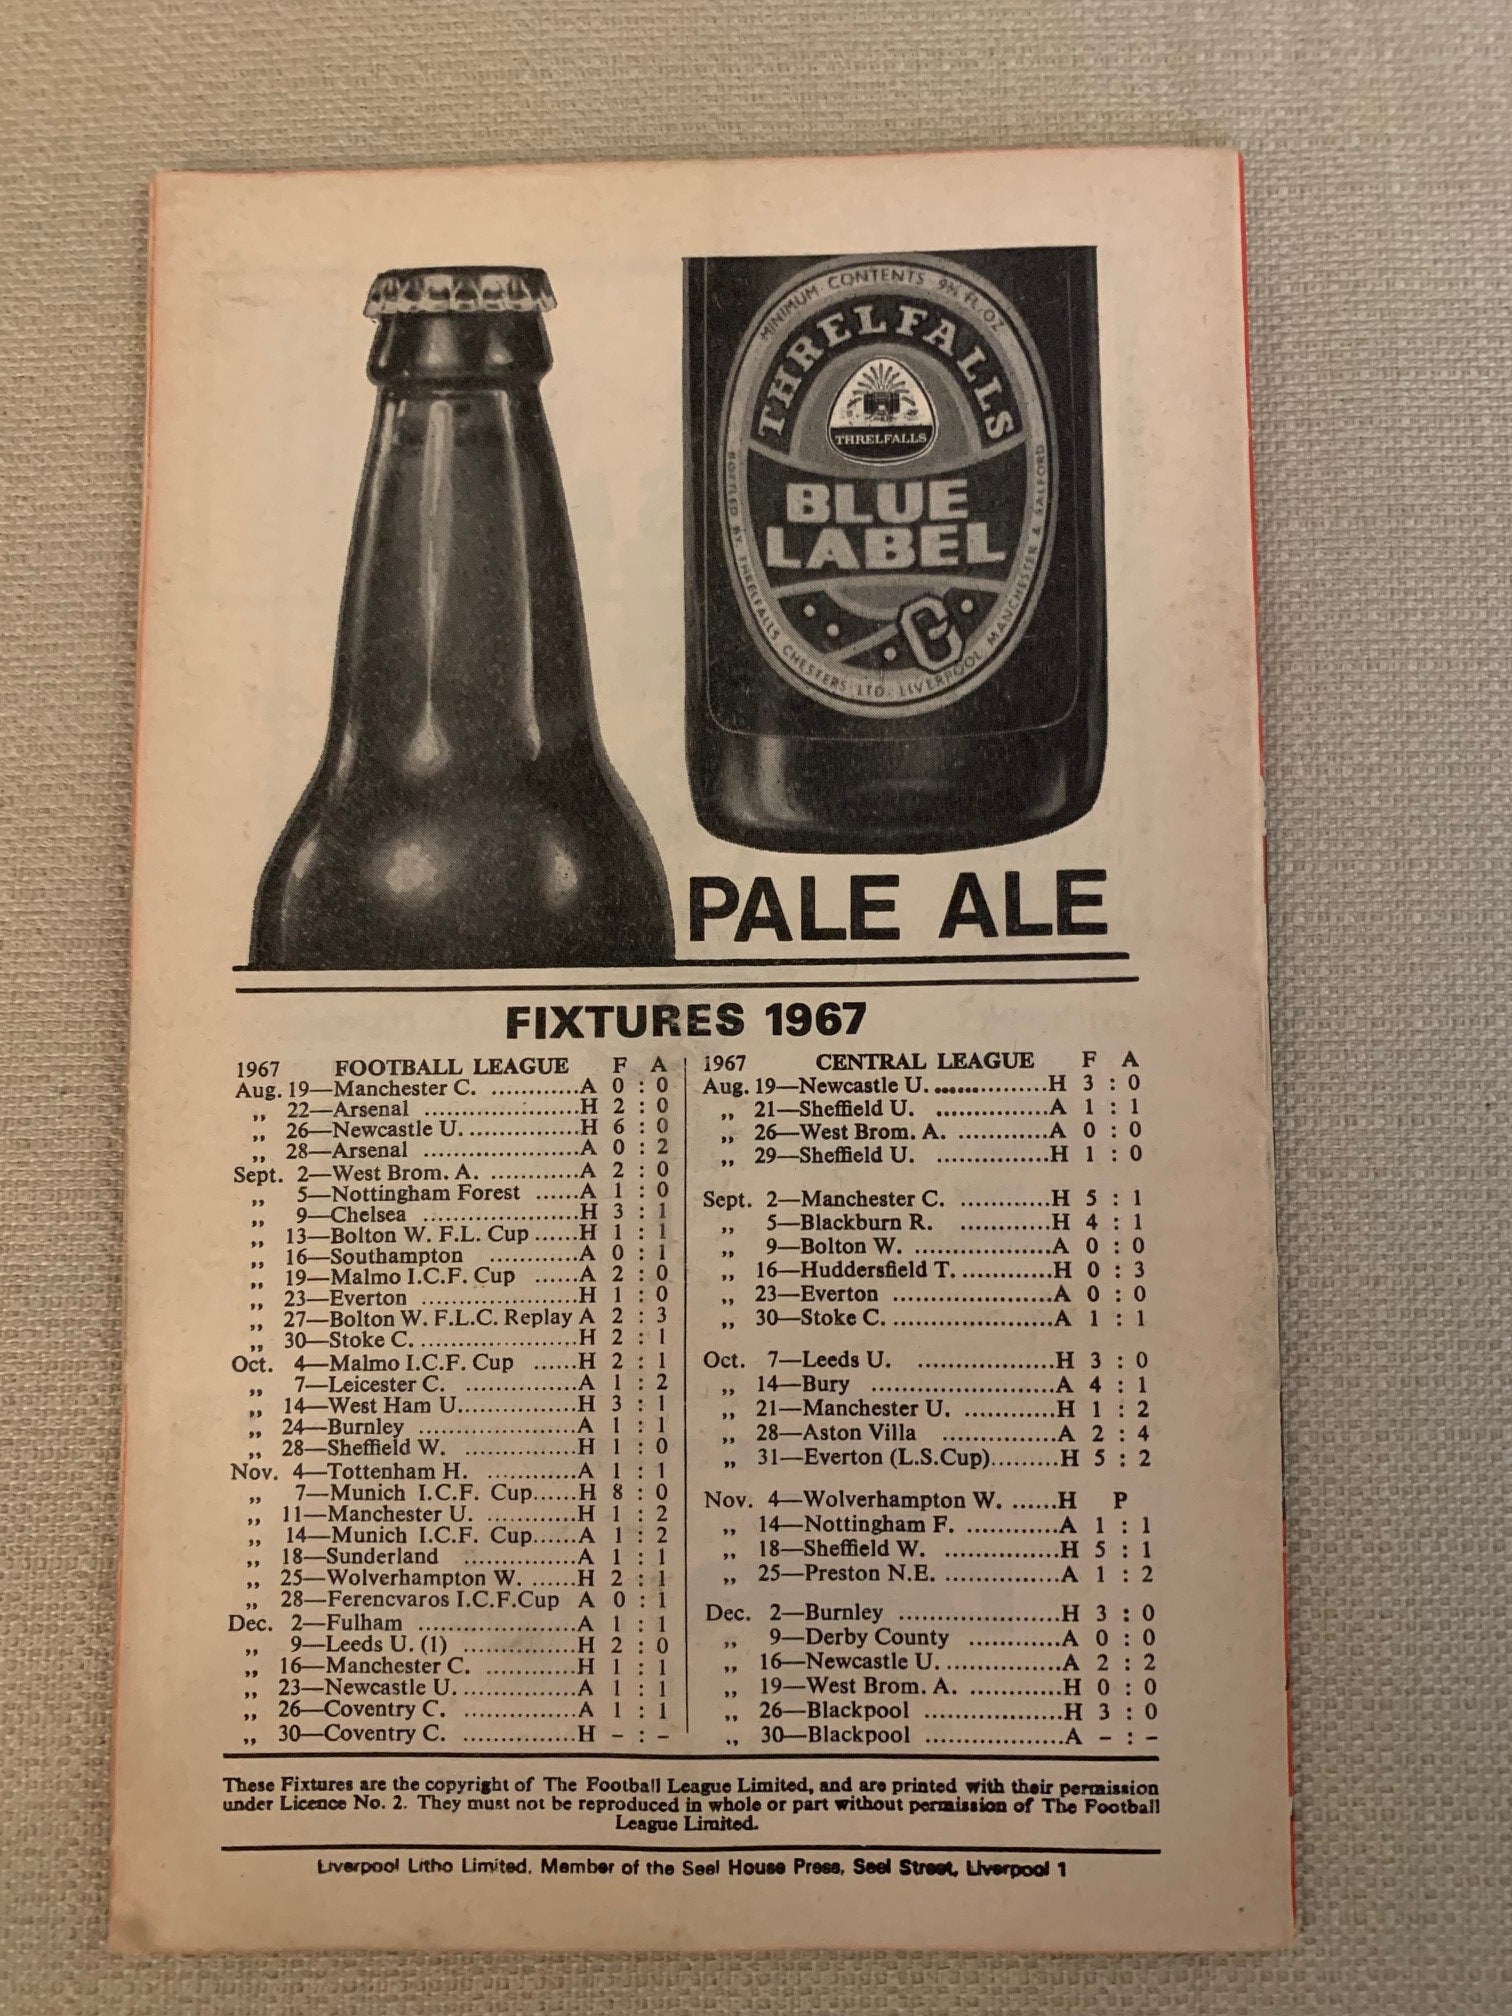 MINIMUM CONTENTS 9⅔ FL. OZ
THRELFALLS
THRELFALLS
BLUE
LABEL
C
BOTTLED BY THRELFALLS CHESTERS LTD. LIVERPOOL MANCHESTER & SALFORD
PALE ALE
FIXTURES 1967
1967 FOOTBALL LEAGUE F A
Aug. 19—Manchester C. ............A 0 : 0
„ 22—Arsenal ......................H 2 : 0
„ 26—Newcastle U. ................H 6 : 0
„ 28—Arsenal ......................A 0 : 2
Sept. 2—West Brom. A. ............A 2 : 0
„ 5—Nottingham Forest ......A 1 : 0
„ 9—Chelsea ......................H 3 : 1
„ 13—Bolton W. F.L. Cup ......H 1 : 1
„ 16—Southampton ............A 0 : 1
„ 19—Malmo I.C.F. Cup ......A 2 : 0
„ 23—Everton ......................H 1 : 0
„ 27—Bolton W. F.L.C. Replay A 2 : 3
„ 30—Stoke C. ......................H 2 : 1
Oct. 4—Malmo I.C.F. Cup ......H 2 : 1
„ 7—Leicester C. ................A 1 : 2
„ 14—West Ham U. ................H 3 : 1
„ 24—Burnley ......................A 1 : 1
„ 28—Sheffield W. ................H 1 : 0
Nov. 4—Tottenham H. ............A 1 : 1
„ 7—Munich I.C.F. Cup ......H 8 : 0
„ 11—Manchester U. ............H 1 : 2
„ 14—Munich I.C.F. Cup ......A 1 : 2
„ 18—Sunderland ................A 1 : 1
„ 25—Wolverhampton W. ......H 2 : 1
„ 28—Ferencvaros I.C.F.Cup A 0 : 1
Dec. 2—Fulham ......................A 1 : 1
„ 9—Leeds U. (1) ................H 2 : 0
„ 16—Manchester C. ............H 1 : 1
„ 23—Newcastle U. ................A 1 : 1
„ 26—Coventry C. ................A 1 : 1
„ 30—Coventry C. ................H – : –
1967 CENTRAL LEAGUE F A
Aug. 19—Newcastle U. ................H 3 : 0
„ 21—Sheffield U. ................A 1 : 1
„ 26—West Brom. A. ............A 0 : 0
„ 29—Sheffield U. ................H 1 : 0
Sept. 2—Manchester C. ............H 5 : 1
„ 5—Blackburn R. ............H 4 : 1
„ 9—Bolton W. ....................A 0 : 0
„ 16—Huddersfield T. ............H 0 : 3
„ 23—Everton ......................A 0 : 0
„ 30—Stoke C. ......................A 1 : 1
Oct. 7—Leeds U. ....................H 3 : 0
„ 14—Bury ..........................A 4 : 1
„ 21—Manchester U. ............H 1 : 2
„ 28—Aston Villa ................A 2 : 4
„ 31—Everton (L.S.Cup).........H 5 : 2
Nov. 4—Wolverhampton W. ......H P
„ 14—Nottingham F. ............A 1 : 1
„ 18—Sheffield W. ................H 5 : 1
„ 25—Preston N.E. ................A 1 : 2
Dec. 2—Burnley ......................H 3 : 0
„ 9—Derby County ............A 0 : 0
„ 16—Newcastle U. ................A 2 : 2
„ 19—West Brom. A. ............H 0 : 0
„ 26—Blackpool ....................H 3 : 0
„ 30—Blackpool ....................A – : –
These Fixtures are the copyright of The Football League Limited, and are printed with their permission
under Licence No. 2. They must not be reproduced in whole or part without permission of The Football
League Limited.
Liverpool Litho Limited. Member of the Seel House Press, Seel Street, Liverpool 1